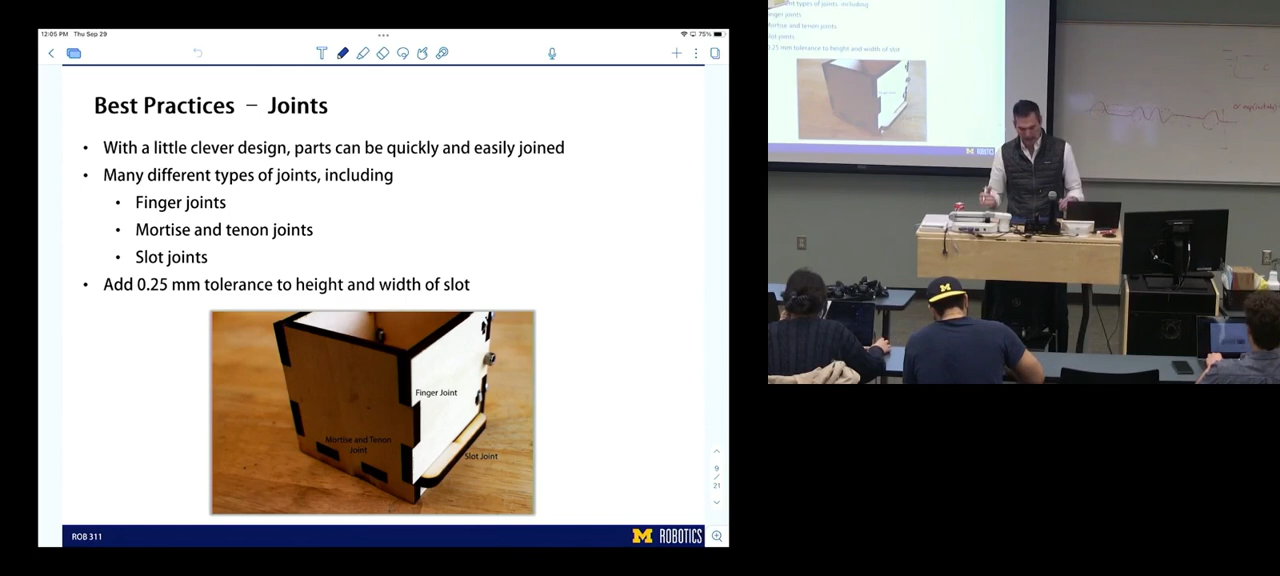 12:05 PM Thu Sep 29
75%
Best Practices – Joints
• With a little clever design, parts can be quickly and easily joined
• Many different types of joints, including
• Finger joints
• Mortise and tenon joints
• Slot joints
• Add 0.25 mm tolerance to height and width of slot
Finger Joint
Mortise and Tenon
Joint
Slot Joint
9
/
21
ROB 311
M ROBOTICS
types of joints, including
finger joints
Mortise and tenon joints
Slot joints
0.25 mm tolerance to height and width of slot
M ROBOTICS
M